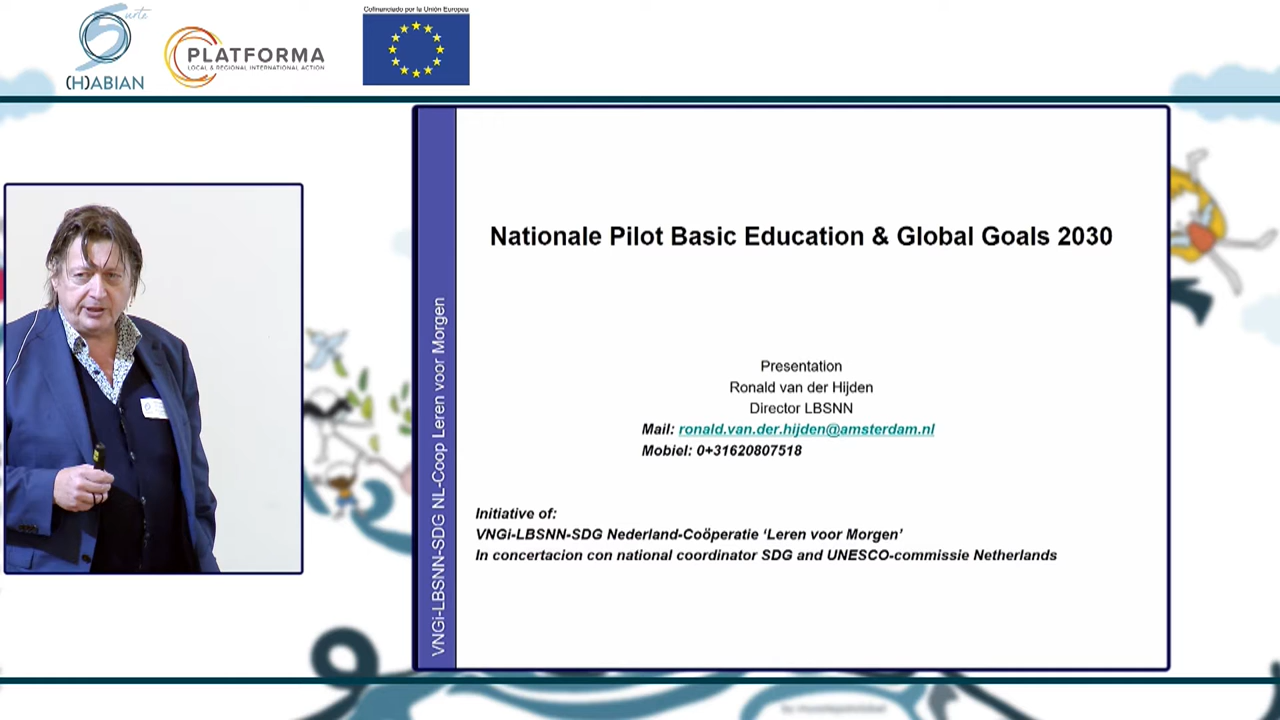 5urte
(H)ABIAN
PLATFORMA
LOCAL & REGIONAL INTERNATIONAL ACTION
Cofinanciado por la Unión Europea
VNGi-LBSNN-SDG NL-Coop Leren voor Morgen
Nationale Pilot Basic Education & Global Goals 2030
Presentation
Ronald van der Hijden
Director LBSNN
Mail: ronald.van.der.hijden@amsterdam.nl
Mobiel: 0+31620807518
Initiative of:
VNGi-LBSNN-SDG Nederland-Coöperatie ‘Leren voor Morgen’
In concertacion con national coordinator SDG and UNESCO-commissie Netherlands